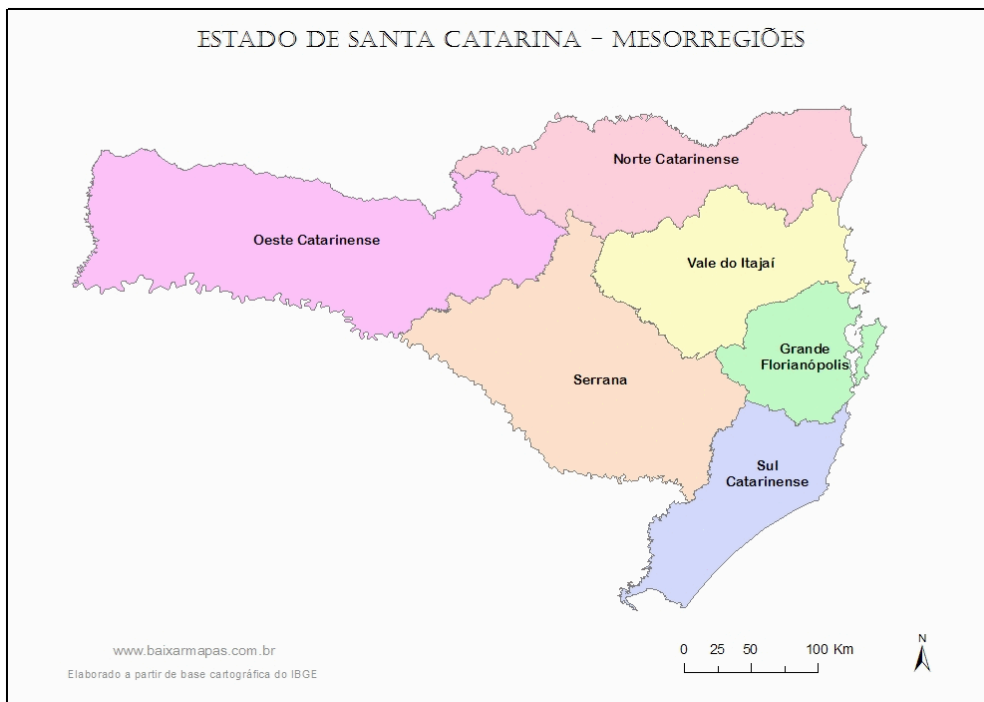 ESTADO DE SANTA CATARINA – MESORREGIÕES
Norte Catarinense
Oeste Catarinense
Vale do Itajaí
Grande
Florianópolis
Serrana
Sul
Catarinense
www.baixarmapas.com.br
Elaborado a partir de base cartográfica do IBGE
0 25 50 100 Km
N